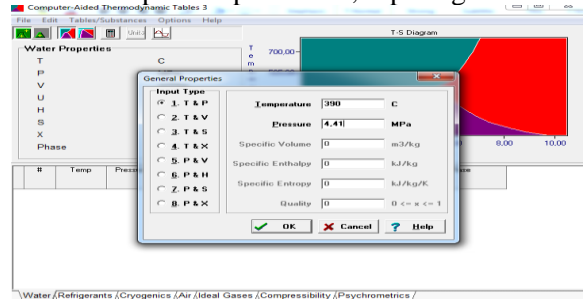 Computer-Aided Thermodynamic Tables 3
File Edit Tables/Substances Options Help
Units
T-S Diagram
Water Properties
T C
P
V
U
H
S
X
Phase
T
e
m
700,00
8,00 10,00
# Temp
General Properties
Input Type
1. T & P
2. T & V
3. T & S
4. T & X
5. P & V
6. P & H
7. P & S
8. P & X
Temperature 390 C
Pressure 4,41 MPa
Specific Volume 0 m3/kg
Specific Enthalpy 0 kJ/kg
Specific Entropy 0 kJ/kg/K
Quality 0 0 <= x <= 1
OK Cancel Help
Water / Refrigerants / Cryogenics / Air / Ideal Gases / Compressibility / Psychrometrics /